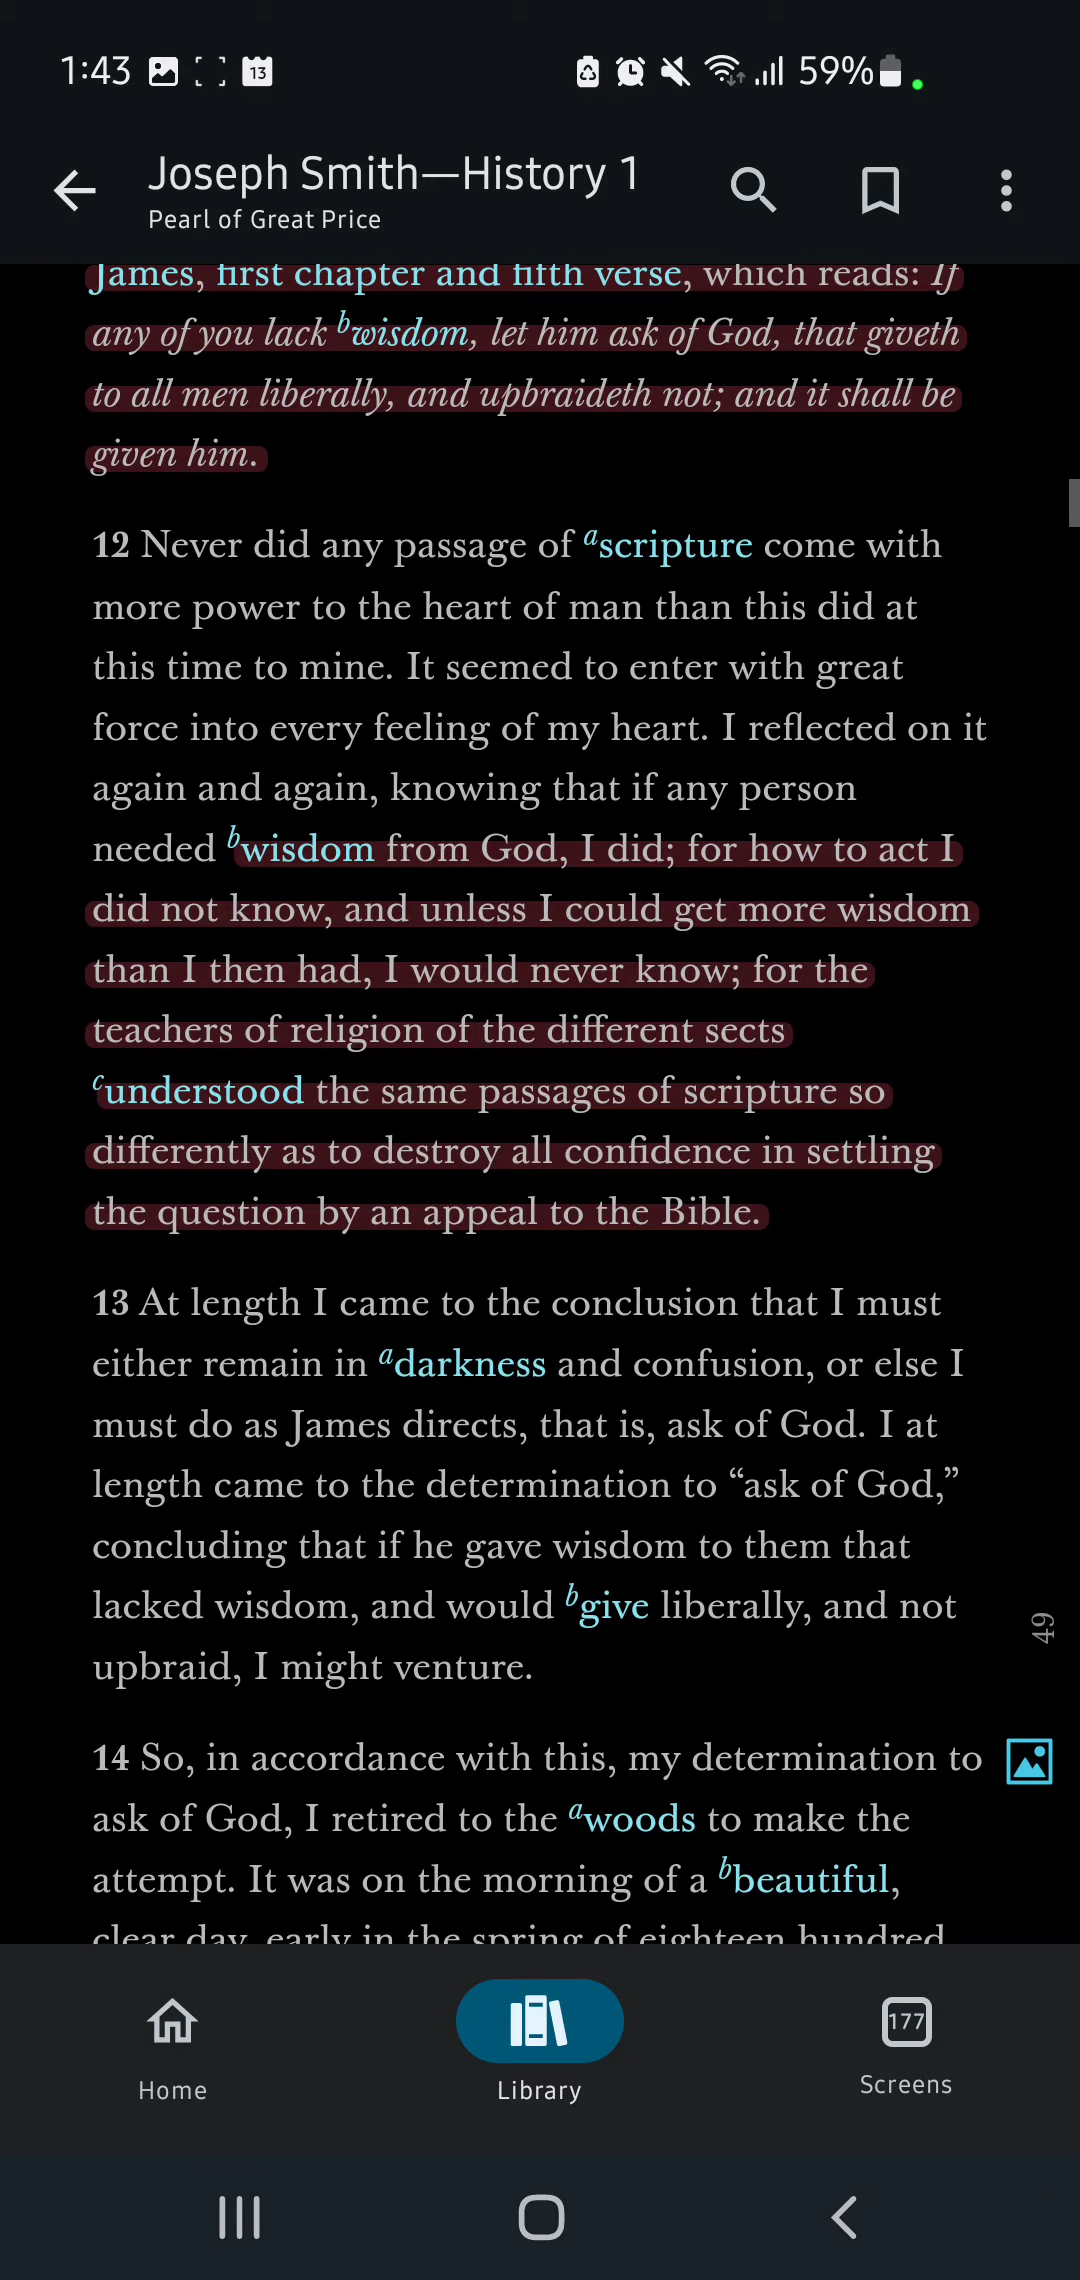 1:43 13 59%
Joseph Smith—History 1
Pearl of Great Price
James, first chapter and fifth verse, which reads: If
any of you lack bwisdom, let him ask of God, that giveth
to all men liberally, and upbraideth not; and it shall be
given him.
12 Never did any passage of ascripture come with
more power to the heart of man than this did at
this time to mine. It seemed to enter with great
force into every feeling of my heart. I reflected on it
again and again, knowing that if any person
needed bwisdom from God, I did; for how to act I
did not know, and unless I could get more wisdom
than I then had, I would never know; for the
teachers of religion of the different sects
cunderstood the same passages of scripture so
differently as to destroy all confidence in settling
the question by an appeal to the Bible.
13 At length I came to the conclusion that I must
either remain in adarkness and confusion, or else I
must do as James directs, that is, ask of God. I at
length came to the determination to “ask of God,”
concluding that if he gave wisdom to them that
lacked wisdom, and would bgive liberally, and not
upbraid, I might venture.
49
14 So, in accordance with this, my determination to
ask of God, I retired to the awoods to make the
attempt. It was on the morning of a bbeautiful,
clear day, early in the spring of eighteen hundred
177
Home Library Screens